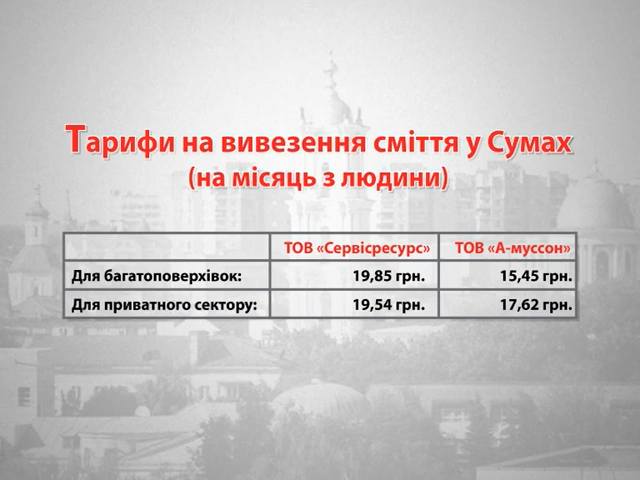 Тарифи на вивезення сміття у Сумах
(на місяць з людини)
ТОВ «Сервісресурс» ТОВ «А-муссон»
Для багатоповерхівок: 19,85 грн. 15,45 грн.
Для приватного сектору: 19,54 грн. 17,62 грн.